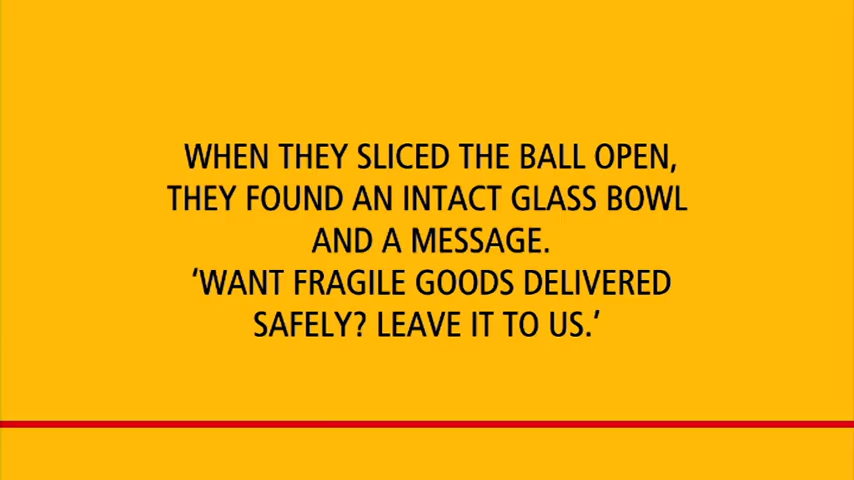 WHEN THEY SLICED THE BALL OPEN,
THEY FOUND AN INTACT GLASS BOWL
AND A MESSAGE.
‘WANT FRAGILE GOODS DELIVERED
SAFELY? LEAVE IT TO US.’